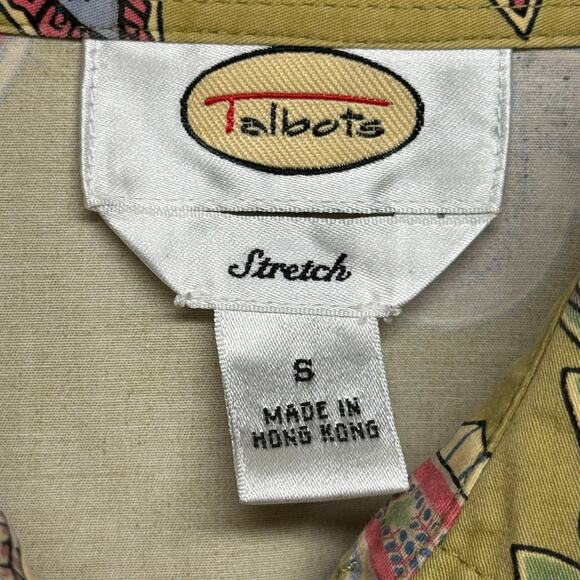 Talbots
Stretch
S
MADE IN
HONG KONG